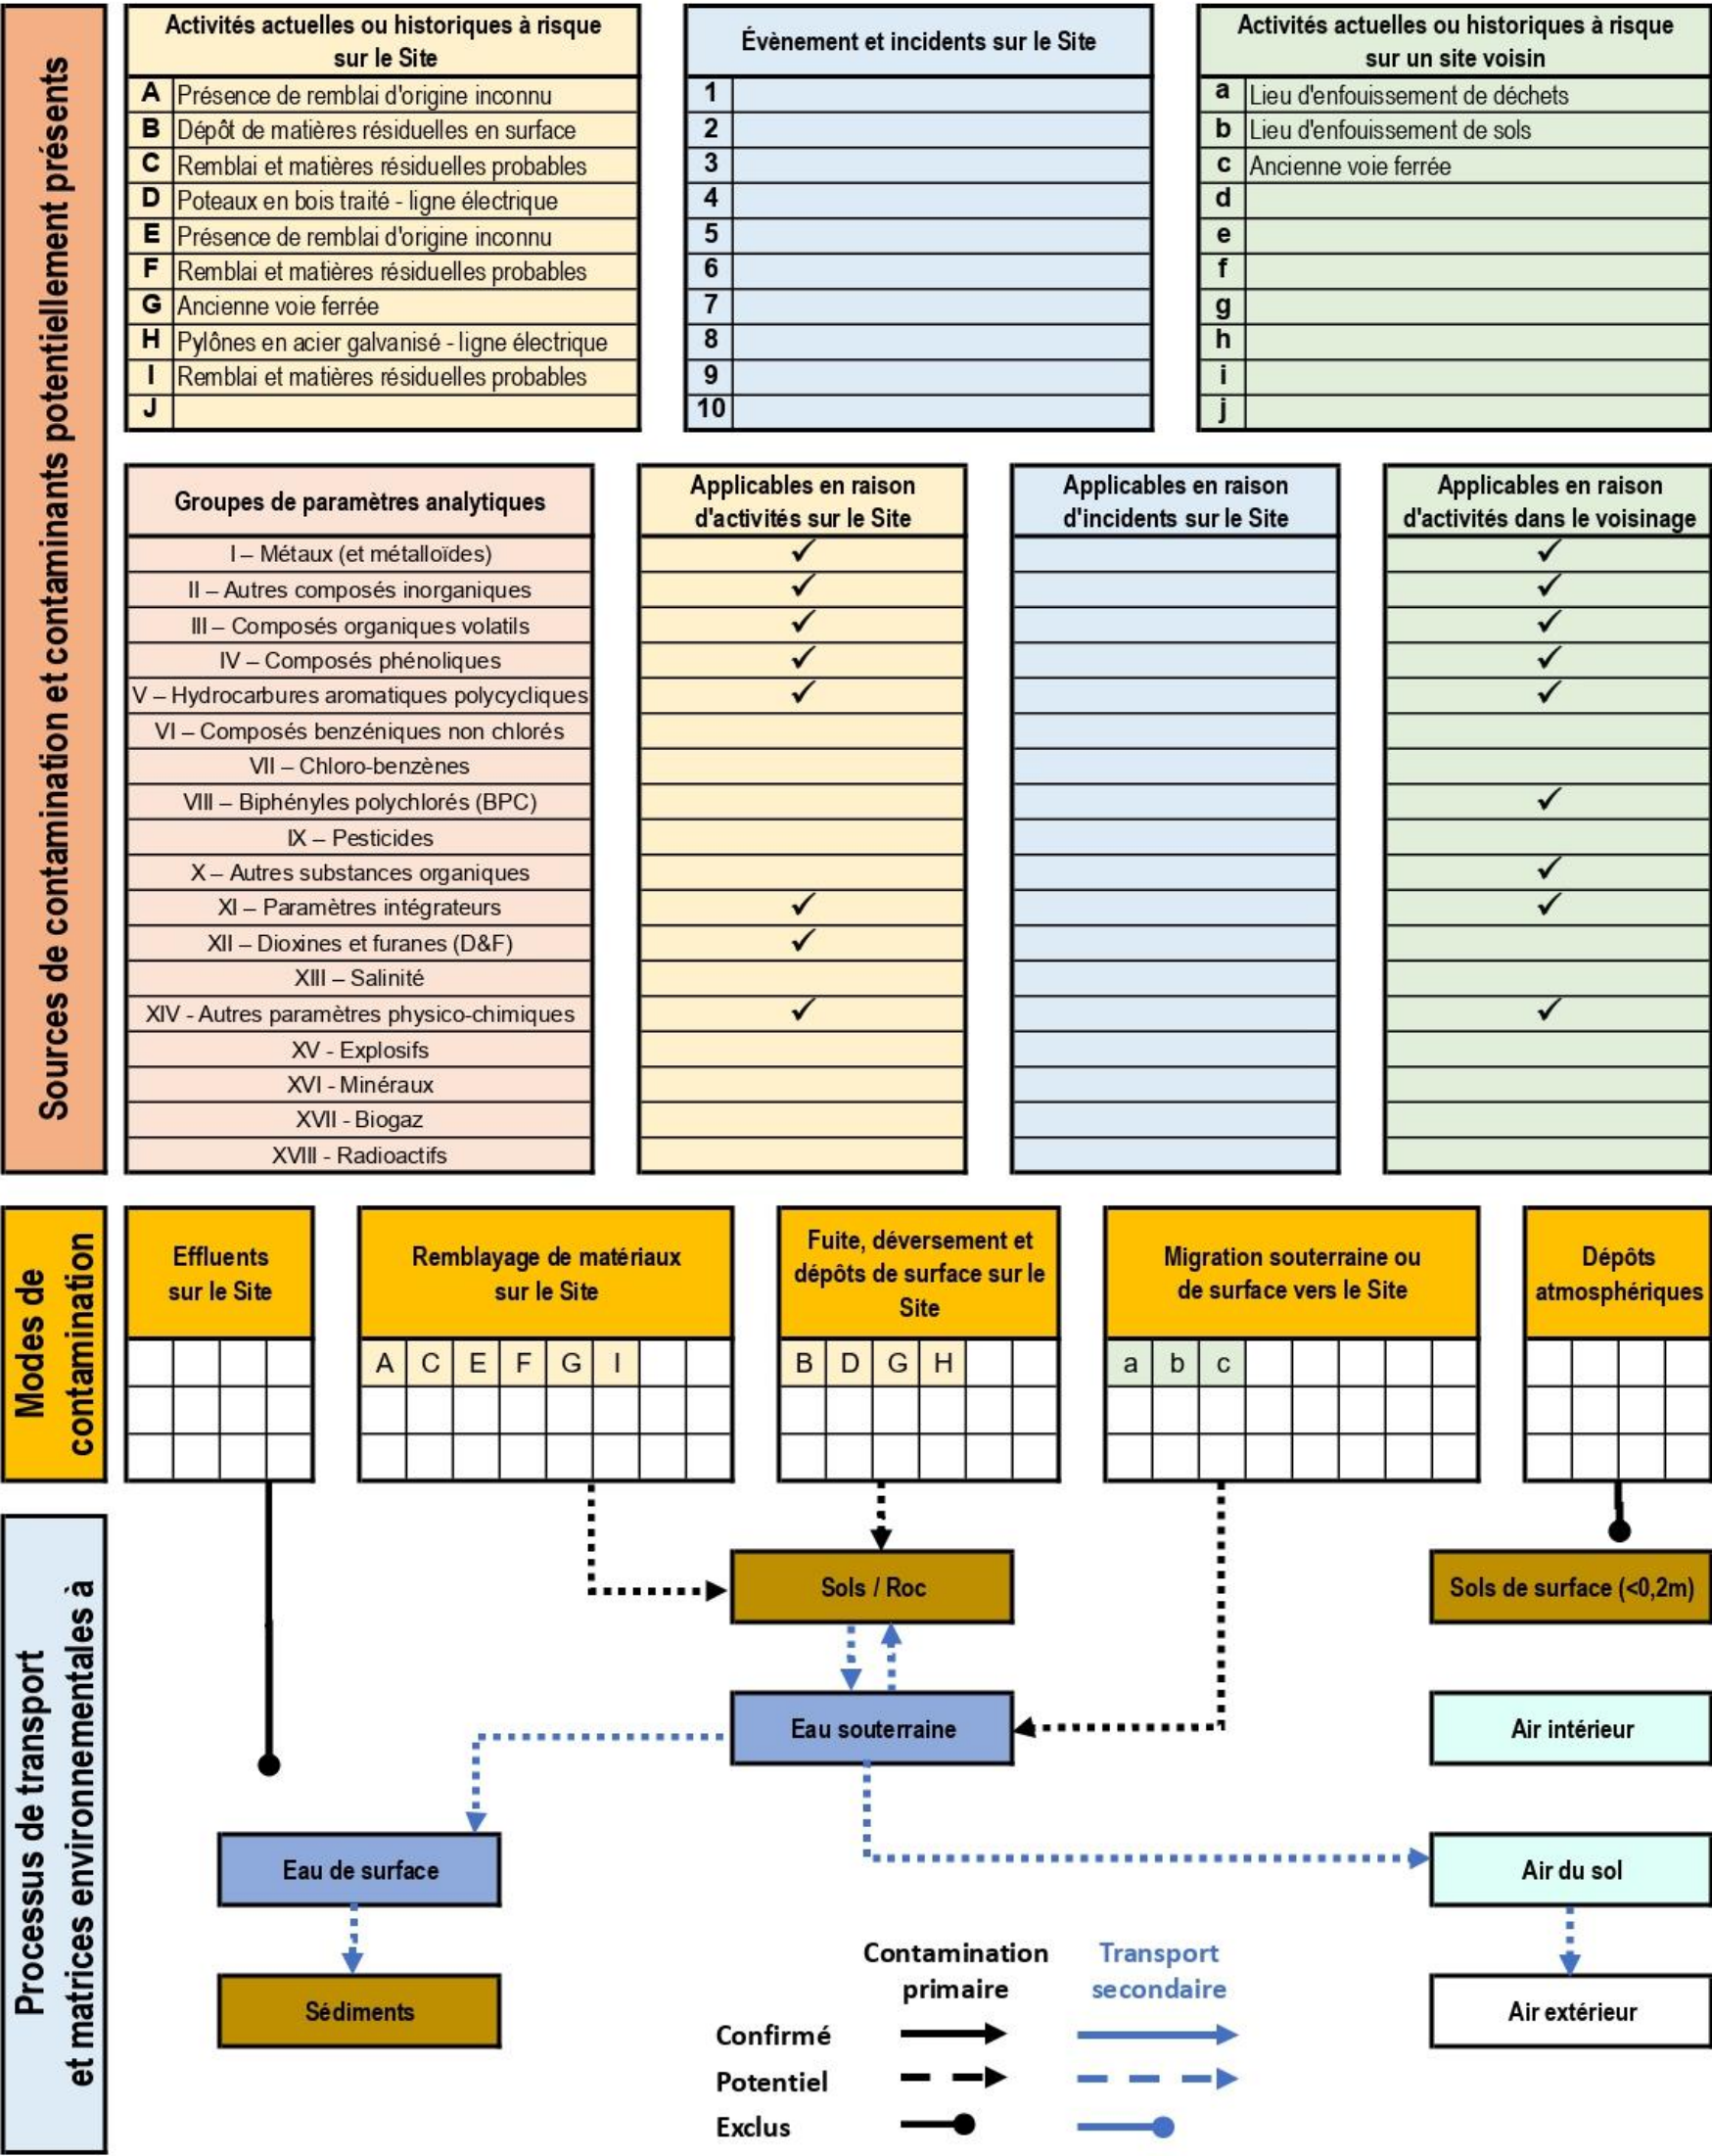 Sources de contamination et contaminants potentiellement présents
Activités actuelles ou historiques à risque
sur le Site
A Présence de remblai d'origine inconnu
B Dépôt de matières résiduelles en surface
C Remblai et matières résiduelles probables
D Poteaux en bois traité - ligne électrique
E Présence de remblai d'origine inconnu
F Remblai et matières résiduelles probables
G Ancienne voie ferrée
H Pylônes en acier galvanisé - ligne électrique
I Remblai et matières résiduelles probables
J
Évènement et incidents sur le Site
1
2
3
4
5
6
7
8
9
10
Activités actuelles ou historiques à risque
sur un site voisin
a Lieu d'enfouissement de déchets
b Lieu d'enfouissement de sols
c Ancienne voie ferrée
d
e
f
g
h
i
j
Groupes de paramètres analytiques
I – Métaux (et métalloïdes)
II – Autres composés inorganiques
III – Composés organiques volatils
IV – Composés phénoliques
V – Hydrocarbures aromatiques polycycliques
VI – Composés benzéniques non chlorés
VII – Chloro-benzènes
VIII – Biphényles polychlorés (BPC)
IX – Pesticides
X – Autres substances organiques
XI – Paramètres intégrateurs
XII – Dioxines et furanes (D&F)
XIII – Salinité
XIV - Autres paramètres physico-chimiques
XV - Explosifs
XVI - Minéraux
XVII - Biogaz
XVIII - Radioactifs
Applicables en raison
d'activités sur le Site
✓
✓
✓
✓
✓
✓
✓
✓
Applicables en raison
d'incidents sur le Site
Applicables en raison
d'activités dans le voisinage
✓
✓
✓
✓
✓
✓
✓
✓
✓
Modes de
contamination
Effluents
sur le Site
Remblayage de matériaux
sur le Site
A C E F G I
Fuite, déversement et
dépôts de surface sur le
Site
B D G H
Migration souterraine ou
de surface vers le Site
a b c
Dépôts
atmosphériques
Processus de transport
et matrices environnementales à
Sols / Roc
Sols de surface (<0,2m)
Eau souterraine
Air intérieur
Eau de surface
Air du sol
Sédiments
Air extérieur
Contamination
primaire
Transport
secondaire
Confirmé
Potentiel
Exclus